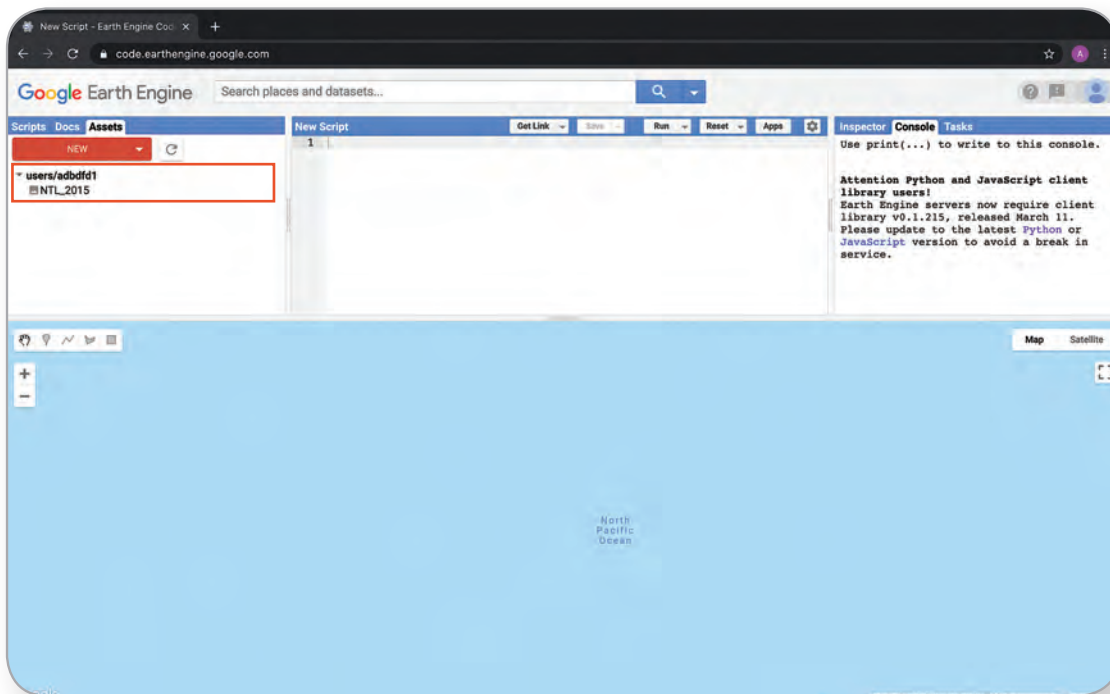 New Script - Earth Engine Cod
code.earthengine.google.com
A
Google Earth Engine
Search places and datasets...
Scripts Docs Assets
NEW
users/adbdfd1
NTL_2015
New Script
Get Link Save Run Reset Apps
1
Inspector Console Tasks
Use print(...) to write to this console.
Attention Python and JavaScript client
library users!
Earth Engine servers now require client
library v0.1.215, released March 11.
Please update to the latest Python or
JavaScript version to avoid a break in
service.
Map Satellite
North
Pacific
Ocean